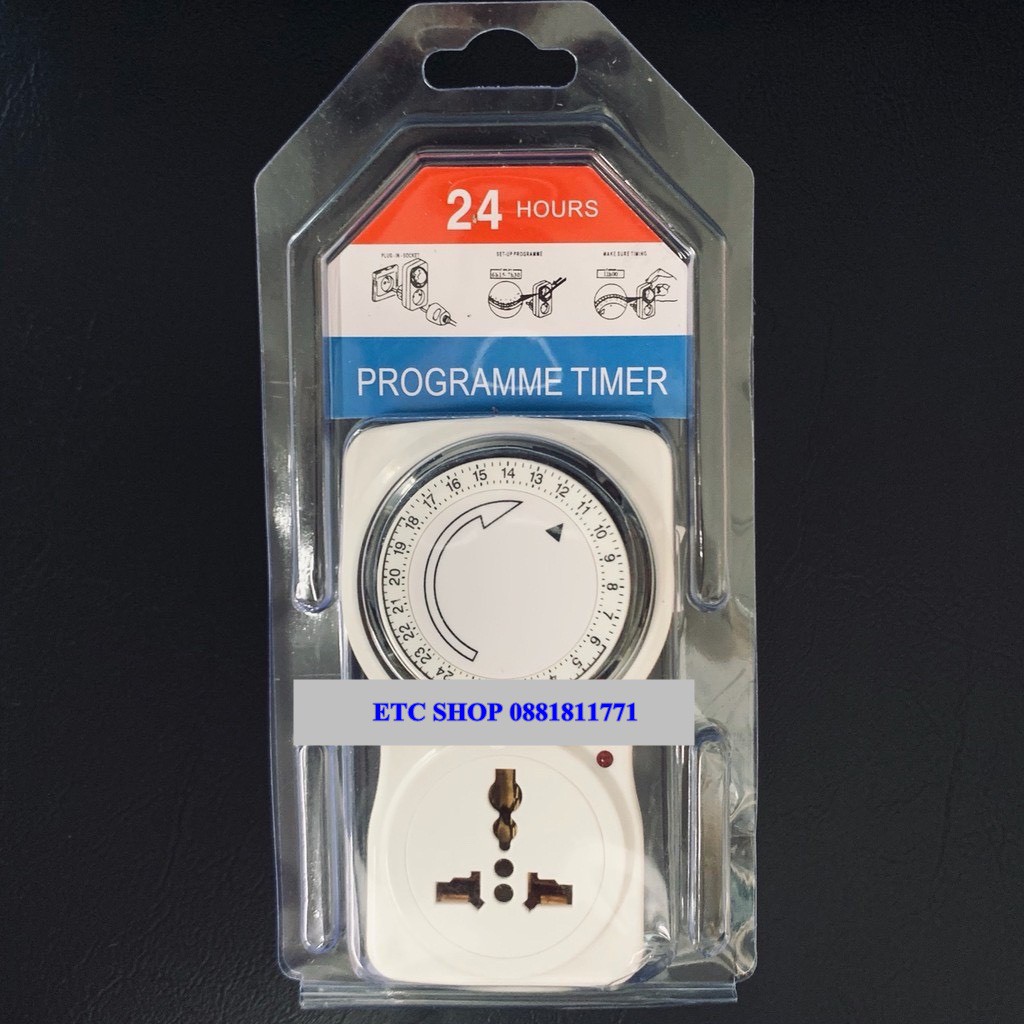 24 HOURS
PLUG-IN-SOCKET SET-UP PROGRAMME MAKE SURE TIMING
PROGRAMME TIMER
24 23 22 21 20 19 18 17 16 15 14 13 12 11 10 9 8 7 6 5 4
ETC SHOP 0881811771